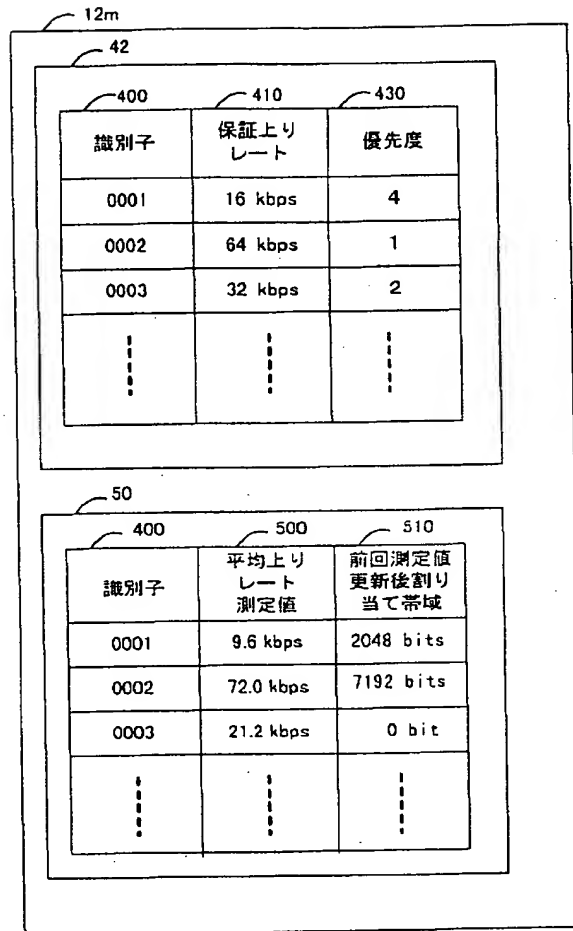 12m
42
400 410 430
識別子 保証上り レート 優先度
0001 16 kbps 4
0002 64 kbps 1
0003 32 kbps 2
50
400 500 510
識別子 平均上り レート 測定値 前回測定値 更新後割り 当て帯域
0001 9.6 kbps 2048 bits
0002 72.0 kbps 7192 bits
0003 21.2 kbps 0 bit